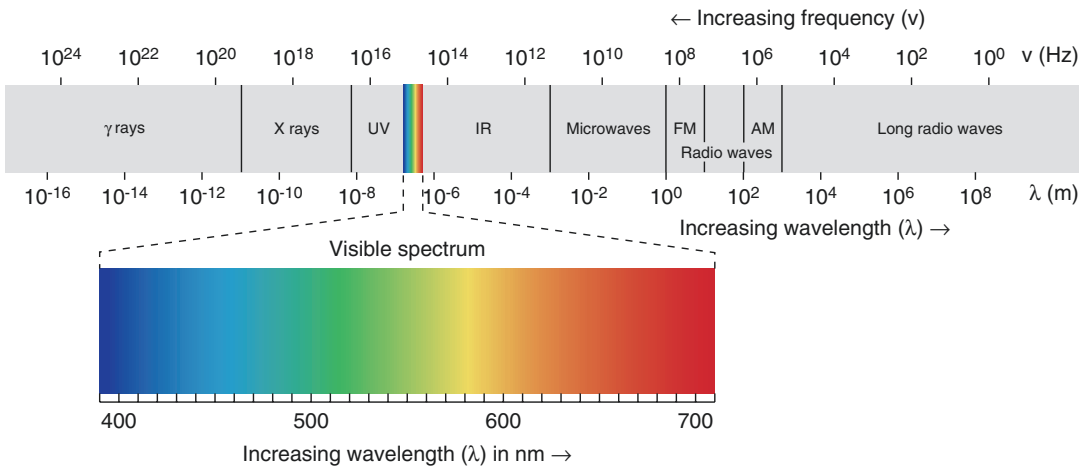 ← Increasing frequency (ν)
10²⁴ 10²² 10²⁰ 10¹⁸ 10¹⁶ 10¹⁴ 10¹² 10¹⁰ 10⁸ 10⁶ 10⁴ 10² 10⁰ ν (Hz)
γ rays X rays UV IR Microwaves FM AM Long radio waves
Radio waves
10⁻¹⁶ 10⁻¹⁴ 10⁻¹² 10⁻¹⁰ 10⁻⁸ 10⁻⁶ 10⁻⁴ 10⁻² 10⁰ 10² 10⁴ 10⁶ 10⁸ λ (m)
Increasing wavelength (λ) →
Visible spectrum
400 500 600 700
Increasing wavelength (λ) in nm →